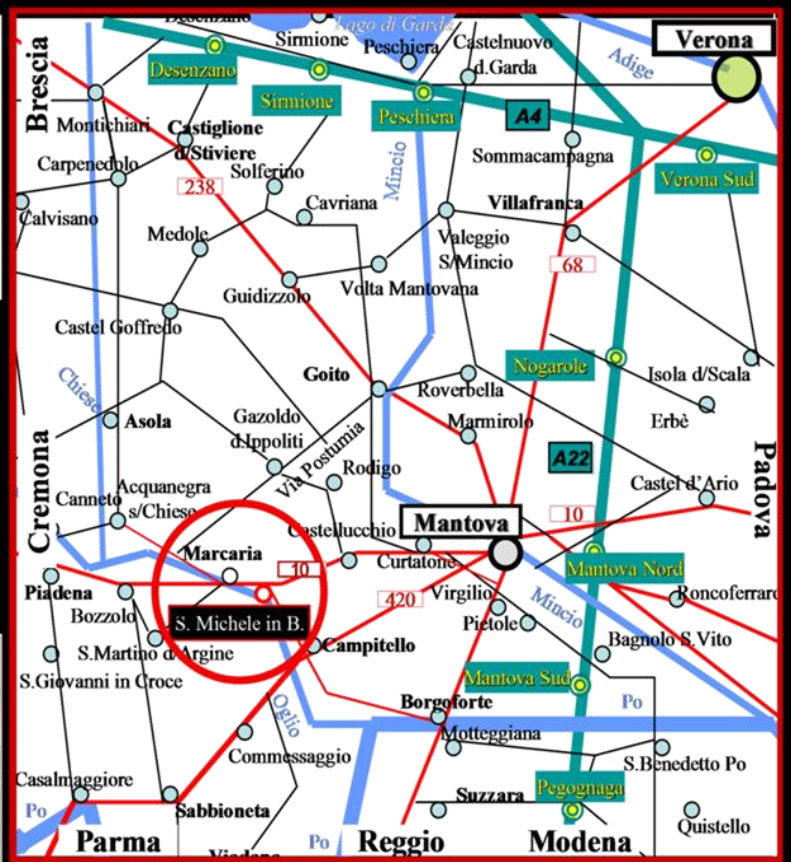 Desenzano
Lago di Garda
Sirmione
Peschiera
Castelnuovo
d.Garda
Verona
Adige
Brescia
Desenzano
Sirmione
Peschiera
A4
Montichiari
Castiglione
d/Stiviere
Sommacampagna
Verona Sud
Carpenedolo
Solferino
Mincio
238
Calvisano
Cavriana
Villafranca
Medole
Valeggio
S/Mincio
68
Guidizzolo
Volta Mantovana
Castel Goffredo
Goito
Nogarole
Roverbella
Isola d/Scala
Chiese
Asola
Gazoldo
d.Ippoliti
Marmirolo
Erbè
Via Postumia
Rodigo
A22
Cremona
Padova
Canneto
Acquanegra
s/Chiese
Castel d'Ario
10
Castellucchio
Mantova
Marcaria
10
Curtatone
Mantova Nord
Piadena
Bozzolo
S. Michele in B.
420
Virgilio
Pietole
Mincio
Roncoferraro
S.Martino d'Argine
Campitello
Bagnolo S.Vito
S.Giovanni in Croce
Mantova Sud
Oglio
Borgoforte
Po
Commessaggio
Motteggiana
S.Benedetto Po
Casalmaggiore
Pegognaga
Po
Sabbioneta
Suzzara
Quistello
Parma
Po
Reggio
Modena
Viadana